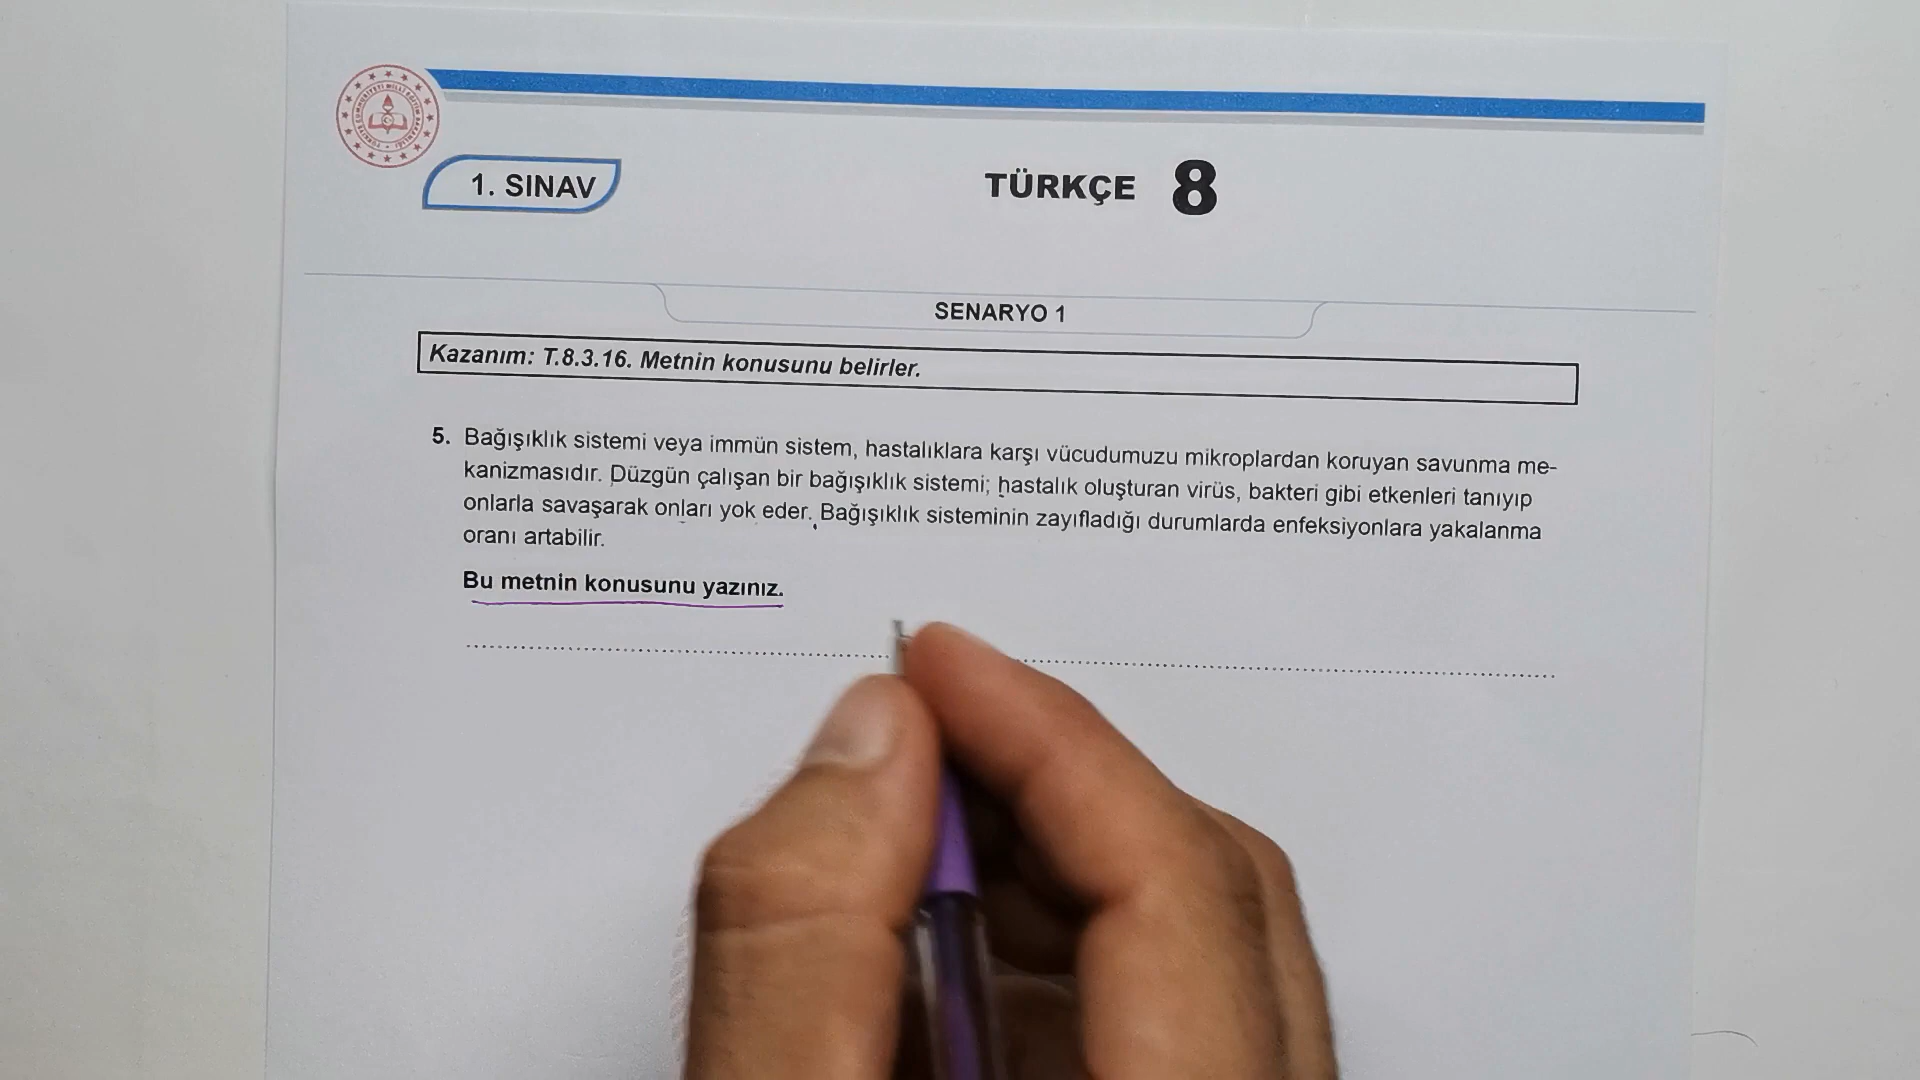 1. SINAV
TÜRKÇE 8
SENARYO 1
Kazanım: T.8.3.16. Metnin konusunu belirler.
5. Bağışıklık sistemi veya immün sistem, hastalıklara karşı vücudumuzu mikroplardan koruyan savunma me-
kanizmasıdır. Düzgün çalışan bir bağışıklık sistemi; hastalık oluşturan virüs, bakteri gibi etkenleri tanıyıp
onlarla savaşarak onları yok eder. Bağışıklık sisteminin zayıfladığı durumlarda enfeksiyonlara yakalanma
oranı artabilir.
Bu metnin konusunu yazınız.